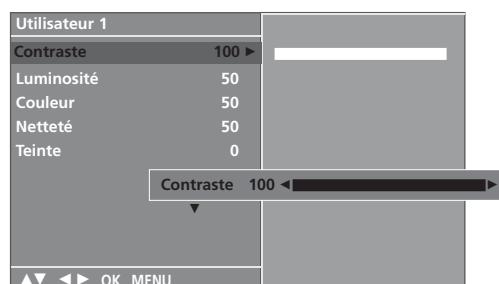 Utilisateur 1
Contraste 100 ►
Luminosité 50
Couleur 50
Netteté 50
Teinte 0
Contraste 100 ◄ ►
▼
▲▼ ◄► OK MENU